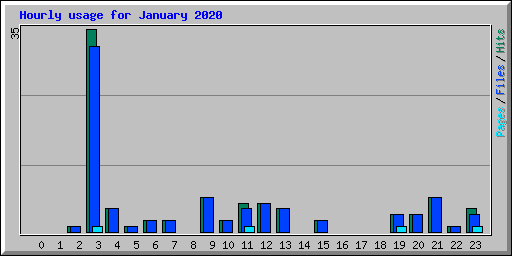 Hourly usage for January 2020
35
Pages/Files/Hits
0 1 2 3 4 5 6 7 8 9 10 11 12 13 14 15 16 17 18 19 20 21 22 23